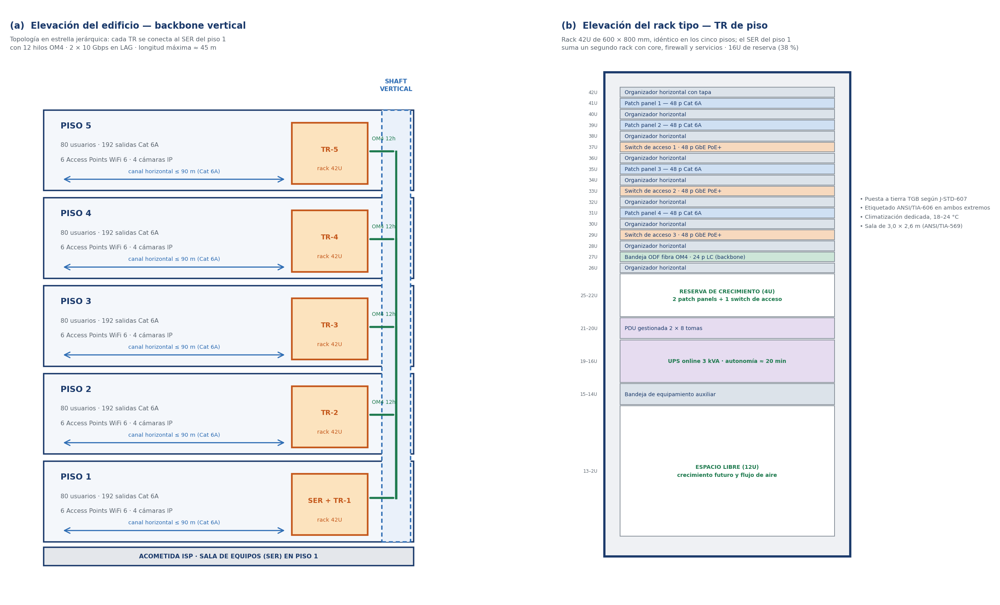 (a)  Elevación del edificio — backbone vertical
Topología en estrella jerárquica: cada TR se conecta al SER del piso 1
con 12 hilos OM4 · 2 × 10 Gbps en LAG · longitud máxima ≈ 45 m
SHAFT
VERTICAL
PISO 5
80 usuarios · 192 salidas Cat 6A
6 Access Points WiFi 6 · 4 cámaras IP
canal horizontal ≤ 90 m (Cat 6A)
TR-5
rack 42U
OM4 12h
PISO 4
80 usuarios · 192 salidas Cat 6A
6 Access Points WiFi 6 · 4 cámaras IP
canal horizontal ≤ 90 m (Cat 6A)
TR-4
rack 42U
OM4 12h
PISO 3
80 usuarios · 192 salidas Cat 6A
6 Access Points WiFi 6 · 4 cámaras IP
canal horizontal ≤ 90 m (Cat 6A)
TR-3
rack 42U
OM4 12h
PISO 2
80 usuarios · 192 salidas Cat 6A
6 Access Points WiFi 6 · 4 cámaras IP
canal horizontal ≤ 90 m (Cat 6A)
TR-2
rack 42U
OM4 12h
PISO 1
80 usuarios · 192 salidas Cat 6A
6 Access Points WiFi 6 · 4 cámaras IP
canal horizontal ≤ 90 m (Cat 6A)
SER + TR-1
rack 42U
ACOMETIDA ISP · SALA DE EQUIPOS (SER) EN PISO 1
(b)  Elevación del rack tipo — TR de piso
Rack 42U de 600 × 800 mm, idéntico en los cinco pisos; el SER del piso 1
suma un segundo rack con core, firewall y servicios · 16U de reserva (38 %)
42U Organizador horizontal con tapa
41U Patch panel 1 — 48 p Cat 6A
40U Organizador horizontal
39U Patch panel 2 — 48 p Cat 6A
38U Organizador horizontal
37U Switch de acceso 1 · 48 p GbE PoE+
36U Organizador horizontal
35U Patch panel 3 — 48 p Cat 6A
34U Organizador horizontal
33U Switch de acceso 2 · 48 p GbE PoE+
32U Organizador horizontal
31U Patch panel 4 — 48 p Cat 6A
30U Organizador horizontal
29U Switch de acceso 3 · 48 p GbE PoE+
28U Organizador horizontal
27U Bandeja ODF fibra OM4 · 24 p LC (backbone)
26U Organizador horizontal
25–22U RESERVA DE CRECIMIENTO (4U)
2 patch panels + 1 switch de acceso
21–20U PDU gestionada 2 × 8 tomas
19–16U UPS online 3 kVA · autonomía ≈ 20 min
15–14U Bandeja de equipamiento auxiliar
13–2U ESPACIO LIBRE (12U)
crecimiento futuro y flujo de aire
• Puesta a tierra TGB según J-STD-607
• Etiquetado ANSI/TIA-606 en ambos extremos
• Climatización dedicada, 18–24 °C
• Sala de 3,0 × 2,6 m (ANSI/TIA-569)